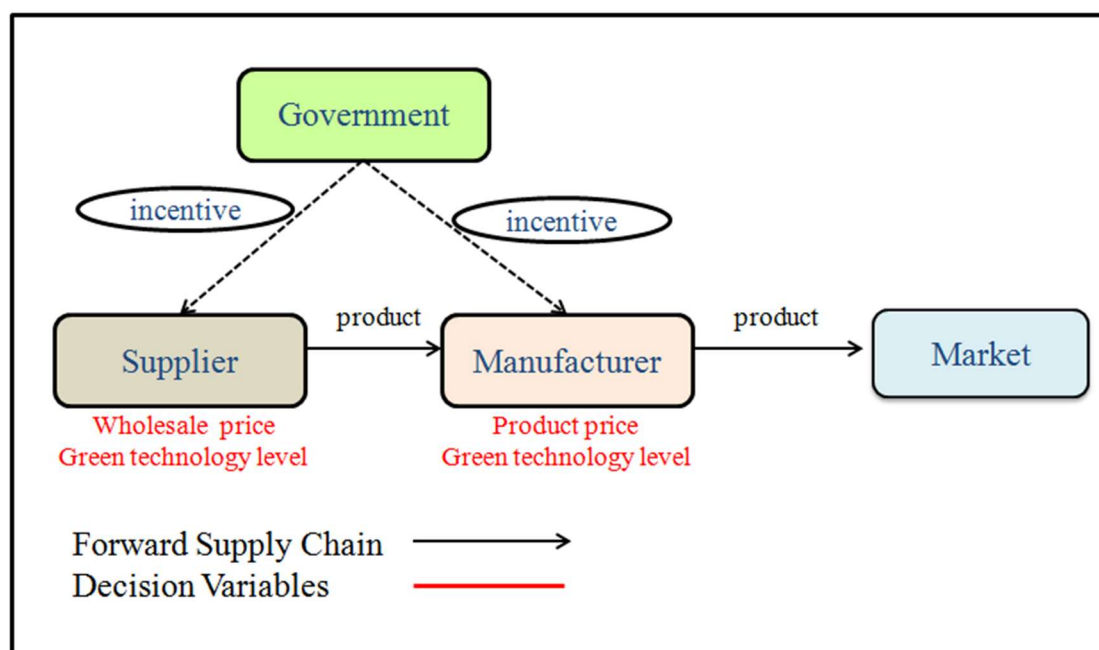 Government
incentive
incentive
product
product
Supplier
Manufacturer
Market
Wholesale price
Green technology level
Product price
Green technology level
Forward Supply Chain
Decision Variables